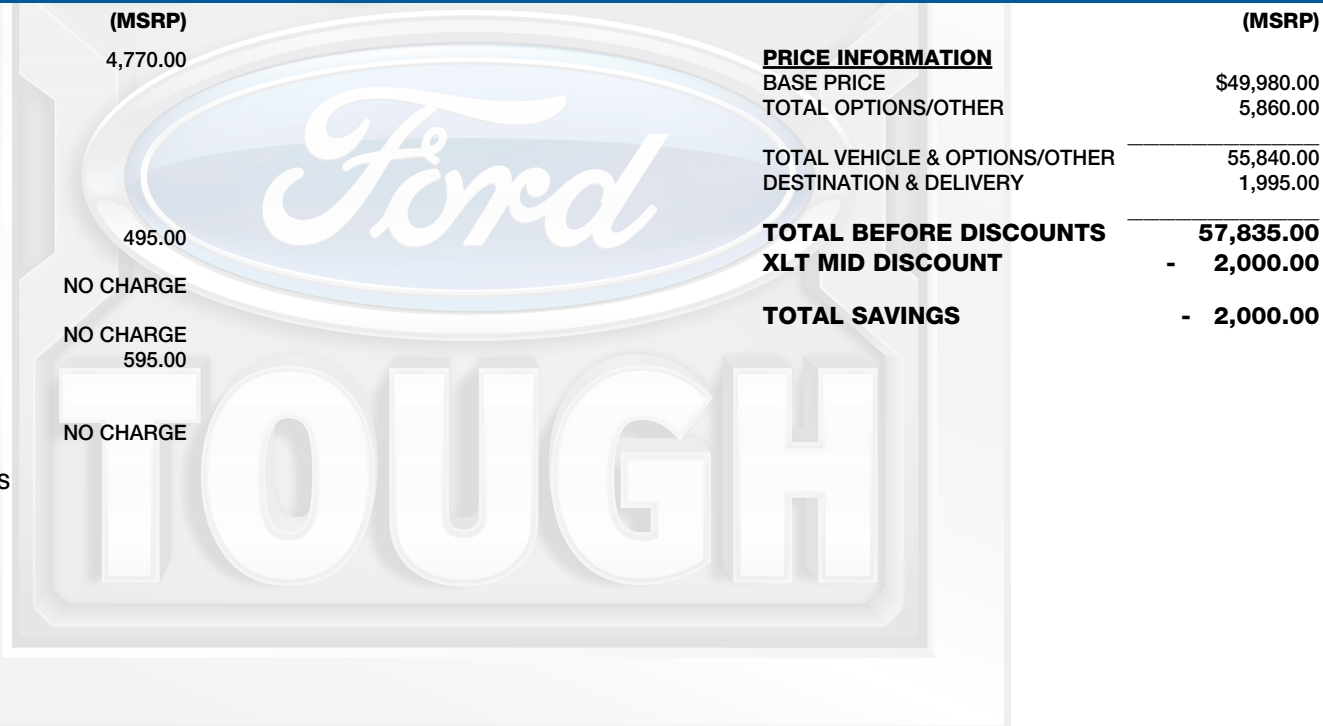 (MSRP)
4,770.00
495.00
NO CHARGE
NO CHARGE
595.00
NO CHARGE
S
Ford
TOUGH
(MSRP)
PRICE INFORMATION
BASE PRICE $49,980.00
TOTAL OPTIONS/OTHER 5,860.00
TOTAL VEHICLE & OPTIONS/OTHER 55,840.00
DESTINATION & DELIVERY 1,995.00
TOTAL BEFORE DISCOUNTS 57,835.00
XLT MID DISCOUNT - 2,000.00
TOTAL SAVINGS - 2,000.00